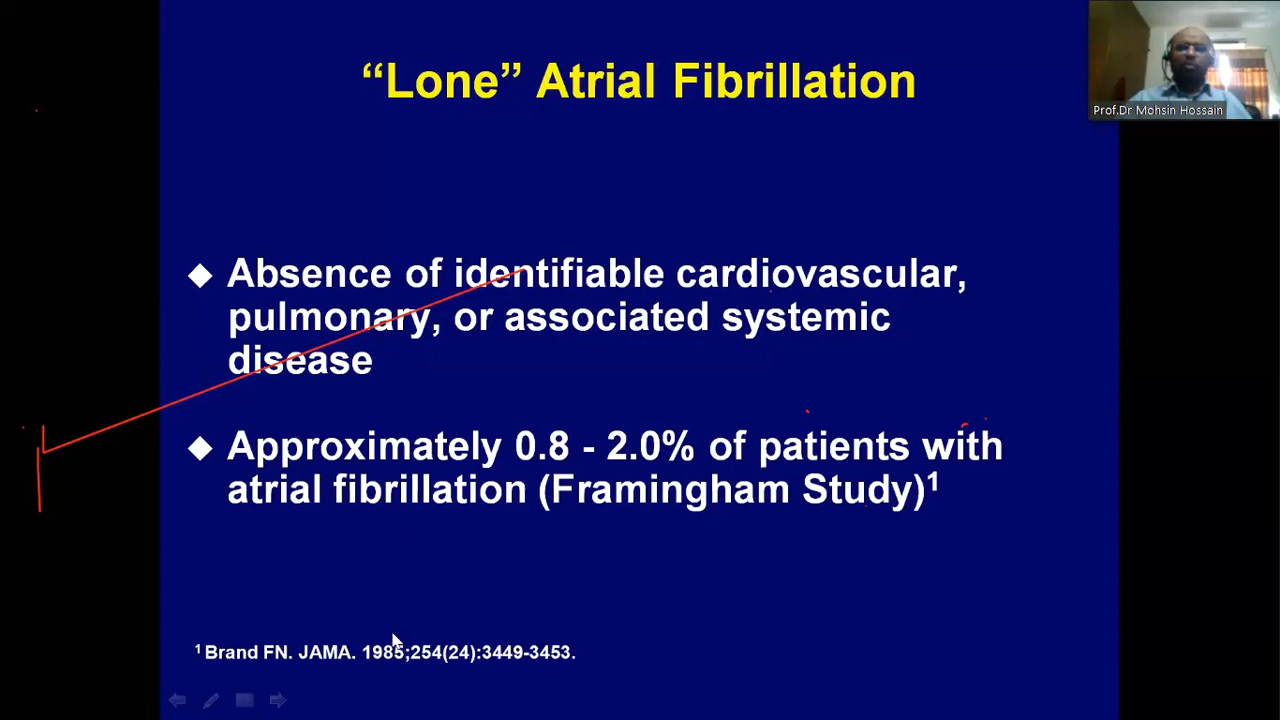 “Lone” Atrial Fibrillation
Prof.Dr Mohsin Hossain
◆ Absence of identifiable cardiovascular,
pulmonary, or associated systemic
disease
◆ Approximately 0.8 - 2.0% of patients with
atrial fibrillation (Framingham Study)¹
¹ Brand FN. JAMA. 1985;254(24):3449-3453.